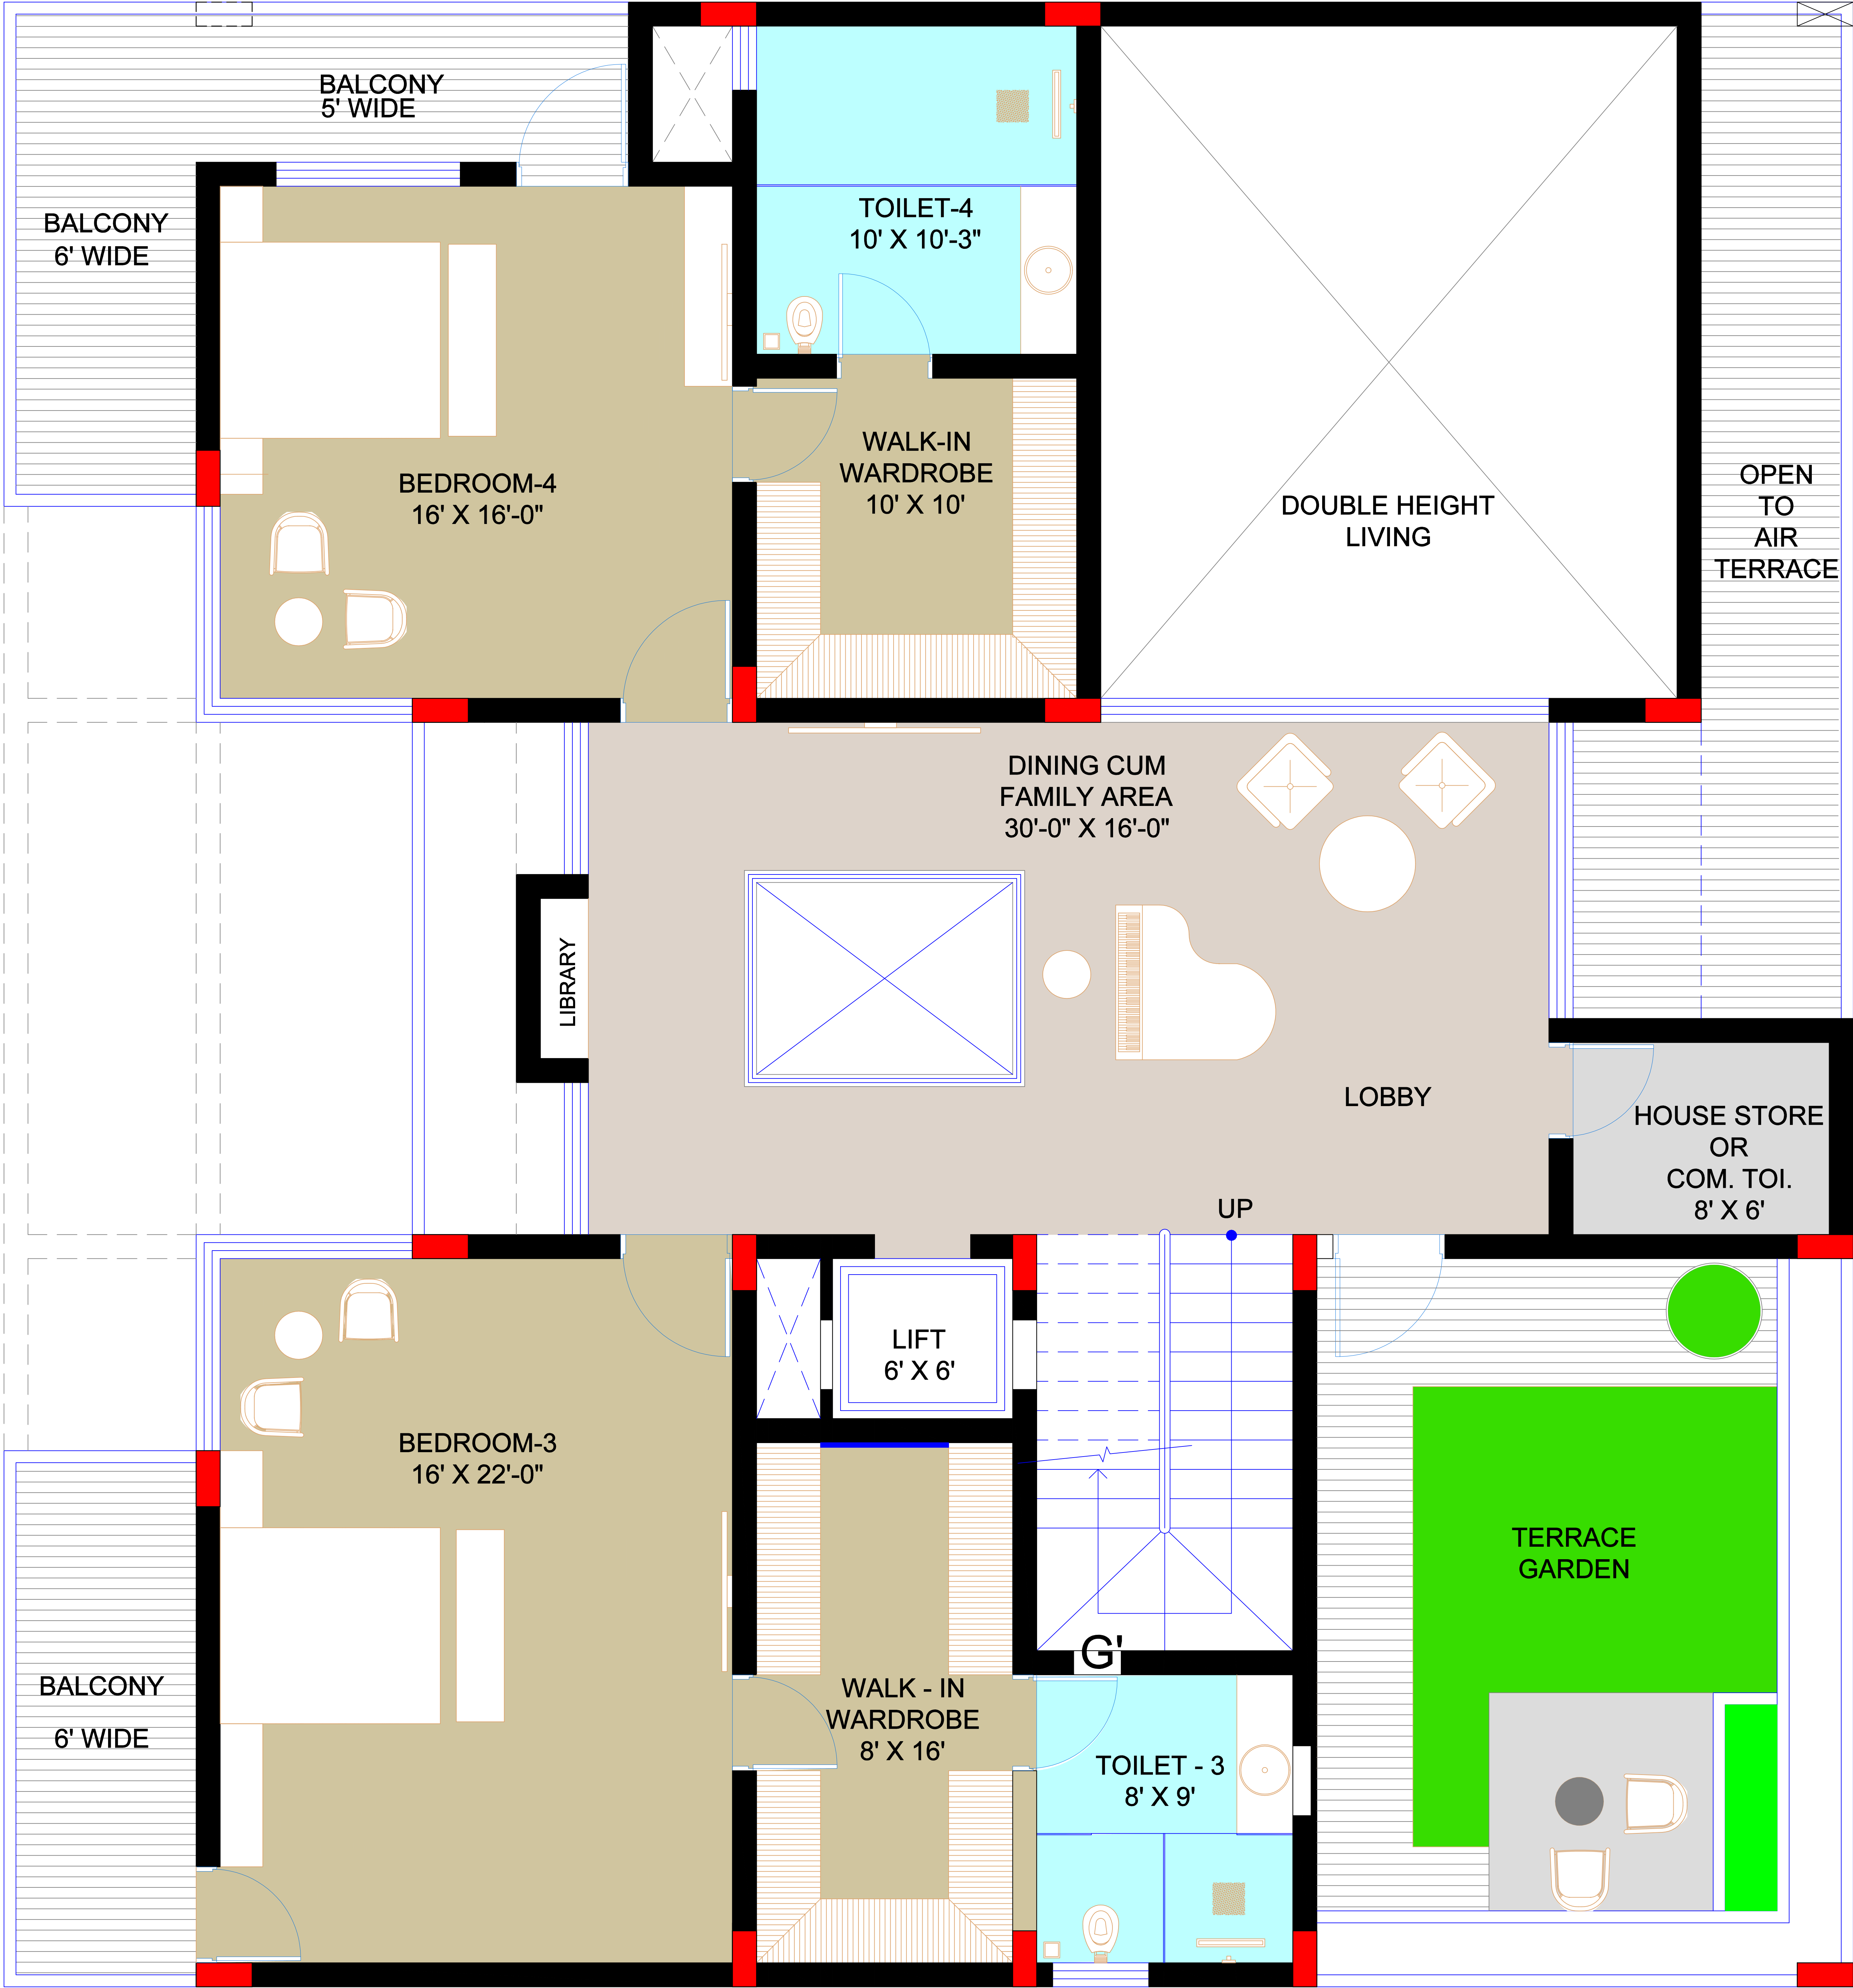 BALCONY
5' WIDE
BALCONY
6' WIDE
TOILET-4
10' X 10'-3"
BEDROOM-4
16' X 16'-0"
WALK-IN
WARDROBE
10' X 10'
DOUBLE HEIGHT
LIVING
OPEN
TO
AIR
TERRACE
DINING CUM
FAMILY AREA
30'-0" X 16'-0"
LIBRARY
LOBBY
HOUSE STORE
OR
COM. TOI.
8' X 6'
UP
LIFT
6' X 6'
BEDROOM-3
16' X 22'-0"
TERRACE
GARDEN
G'
BALCONY
6' WIDE
WALK - IN
WARDROBE
8' X 16'
TOILET - 3
8' X 9'